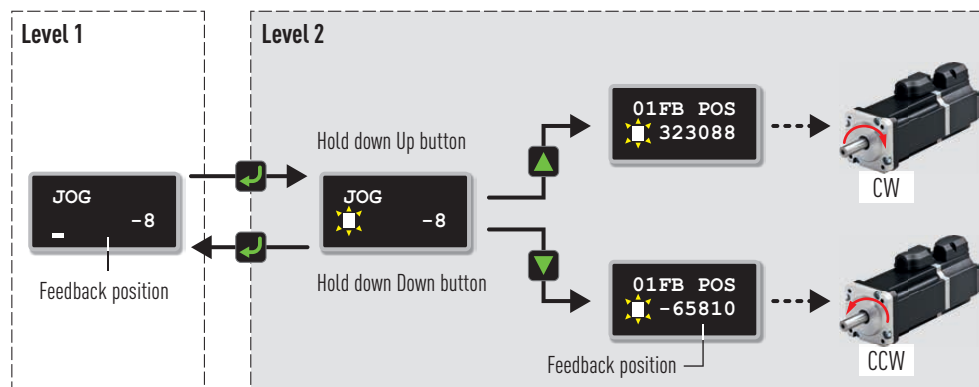 Level 1
Level 2
Hold down Up button
01FB POS
323088
CW
JOG
-8
JOG
-8
Feedback position
Hold down Down button
01FB POS
-65810
Feedback position
CCW